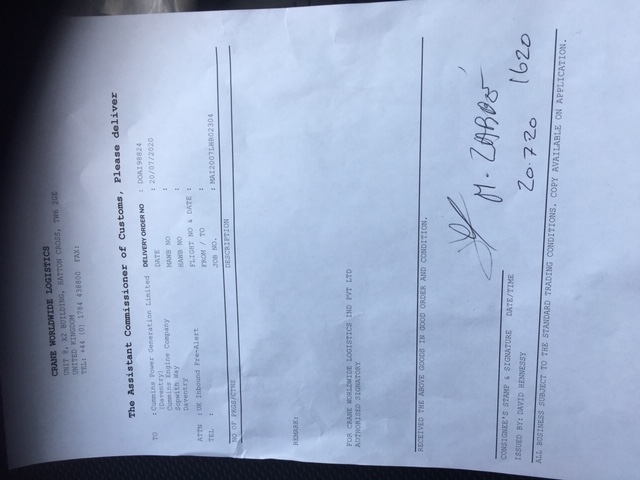 CRANE WORLDWIDE LOGISTICS
UNIT 8, X2 BUILDING, HATTON CROSS, TW6 2GE
UNITED KINGDOM
TEL: +44 (0) 1784 438800 FAX:
The Assistant Commissioner of Customs, Please deliver
TO : Cummins Power Generation Limited
(Daventry)
Cummins Engine Company
Sopwith Way
Daventry
ATTN : UK Inbound Pre-Alert
TEL :
DELIVERY ORDER NO : DOAI98824
DATE : 20/07/2020
MAWB NO :
HAWB NO :
FLIGHT NO & DATE :
FROM / TO :
JOB NO. : MAI2007LHR02304
NO OF PKGS/CTNS DESCRIPTION
REMARK:
FOR CRANE WORLDWIDE LOGISTICS IND PVT LTD
AUTHORISED SIGNATORY
RECEIVED THE ABOVE GOODS IN GOOD ORDER AND CONDITION.
M.
20.7.20 1620
CONSIGNEE'S STAMP & SIGNATURE DATE/TIME
ISSUED BY: DAVID HENNESSY
ALL BUSINESS SUBJECT TO THE STANDARD TRADING CONDITIONS. COPY AVAILABLE ON APPLICATION.